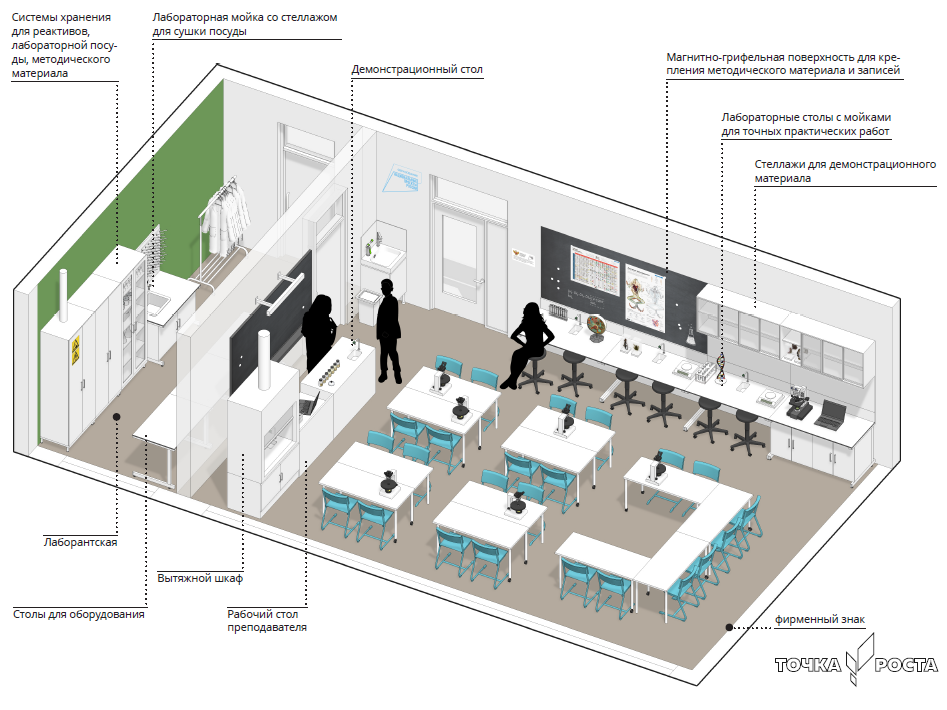 Системы хранения
для реактивов,
лабораторной посу-
ды, методического
материала
Лабораторная мойка со стеллажом
для сушки посуды
Демонстрационный стол
Магнитно-грифельная поверхность для кре-
пления методического материала и записей
Лабораторные столы с мойками
для точных практических работ
Стеллажи для демонстрационного
материала
Лаборантская
Вытяжной шкаф
Столы для оборудования
Рабочий стол
преподавателя
фирменный знак
ТОЧКА РОСТА